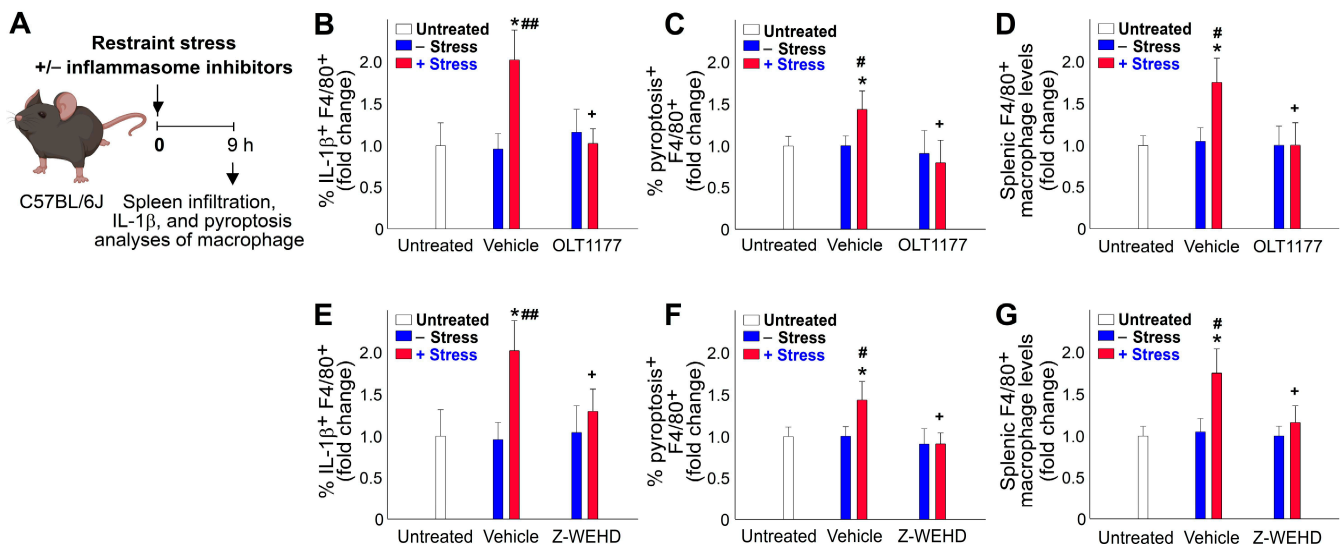 A
Restraint stress
+/− inflammasome inhibitors
0
9 h
C57BL/6J
Spleen infiltration,
IL-1β, and pyroptosis
analyses of macrophage
B
% IL-1β+ F4/80+
(fold change)
2.0
1.5
1.0
0.5
0
Untreated
− Stress
+ Stress
*##
+
Untreated
Vehicle
OLT1177
C
% pyroptosis+
F4/80+
(fold change)
2.0
1.5
1.0
0.5
0
Untreated
− Stress
+ Stress
#
*
+
Untreated
Vehicle
OLT1177
D
Splenic F4/80+
macrophage levels
(fold change)
2.0
1.5
1.0
0.5
0
Untreated
− Stress
+ Stress
#
*
+
Untreated
Vehicle
OLT1177
E
% IL-1β+ F4/80+
(fold change)
2.0
1.5
1.0
0.5
0
Untreated
− Stress
+ Stress
*##
+
Untreated
Vehicle
Z-WEHD
F
% pyroptosis+
F4/80+
(fold change)
2.0
1.5
1.0
0.5
0
Untreated
− Stress
+ Stress
#
*
+
Untreated
Vehicle
Z-WEHD
G
Splenic F4/80+
macrophage levels
(fold change)
2.0
1.5
1.0
0.5
0
Untreated
− Stress
+ Stress
#
*
+
Untreated
Vehicle
Z-WEHD